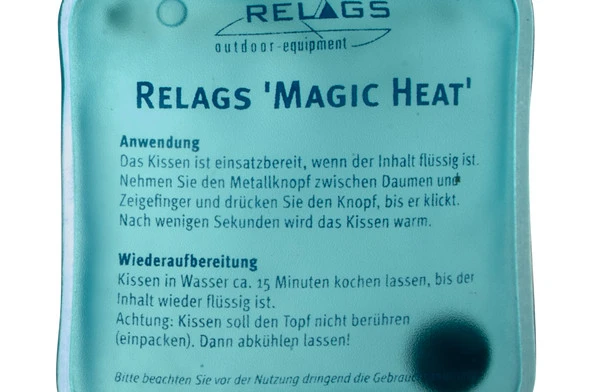 RELAGS
outdoor-equipment
RELAGS 'MAGIC HEAT'
Anwendung
Das Kissen ist einsatzbereit, wenn der Inhalt flüssig ist.
Nehmen Sie den Metallknopf zwischen Daumen und
Zeigefinger und drücken Sie den Knopf, bis er klickt.
Nach wenigen Sekunden wird das Kissen warm.
Wiederaufbereitung
Kissen in Wasser ca. 15 Minuten kochen lassen, bis der
Inhalt wieder flüssig ist.
Achtung: Kissen soll den Topf nicht berühren
(einpacken). Dann abkühlen lassen!
Bitte beachten Sie vor der Nutzung dringend die